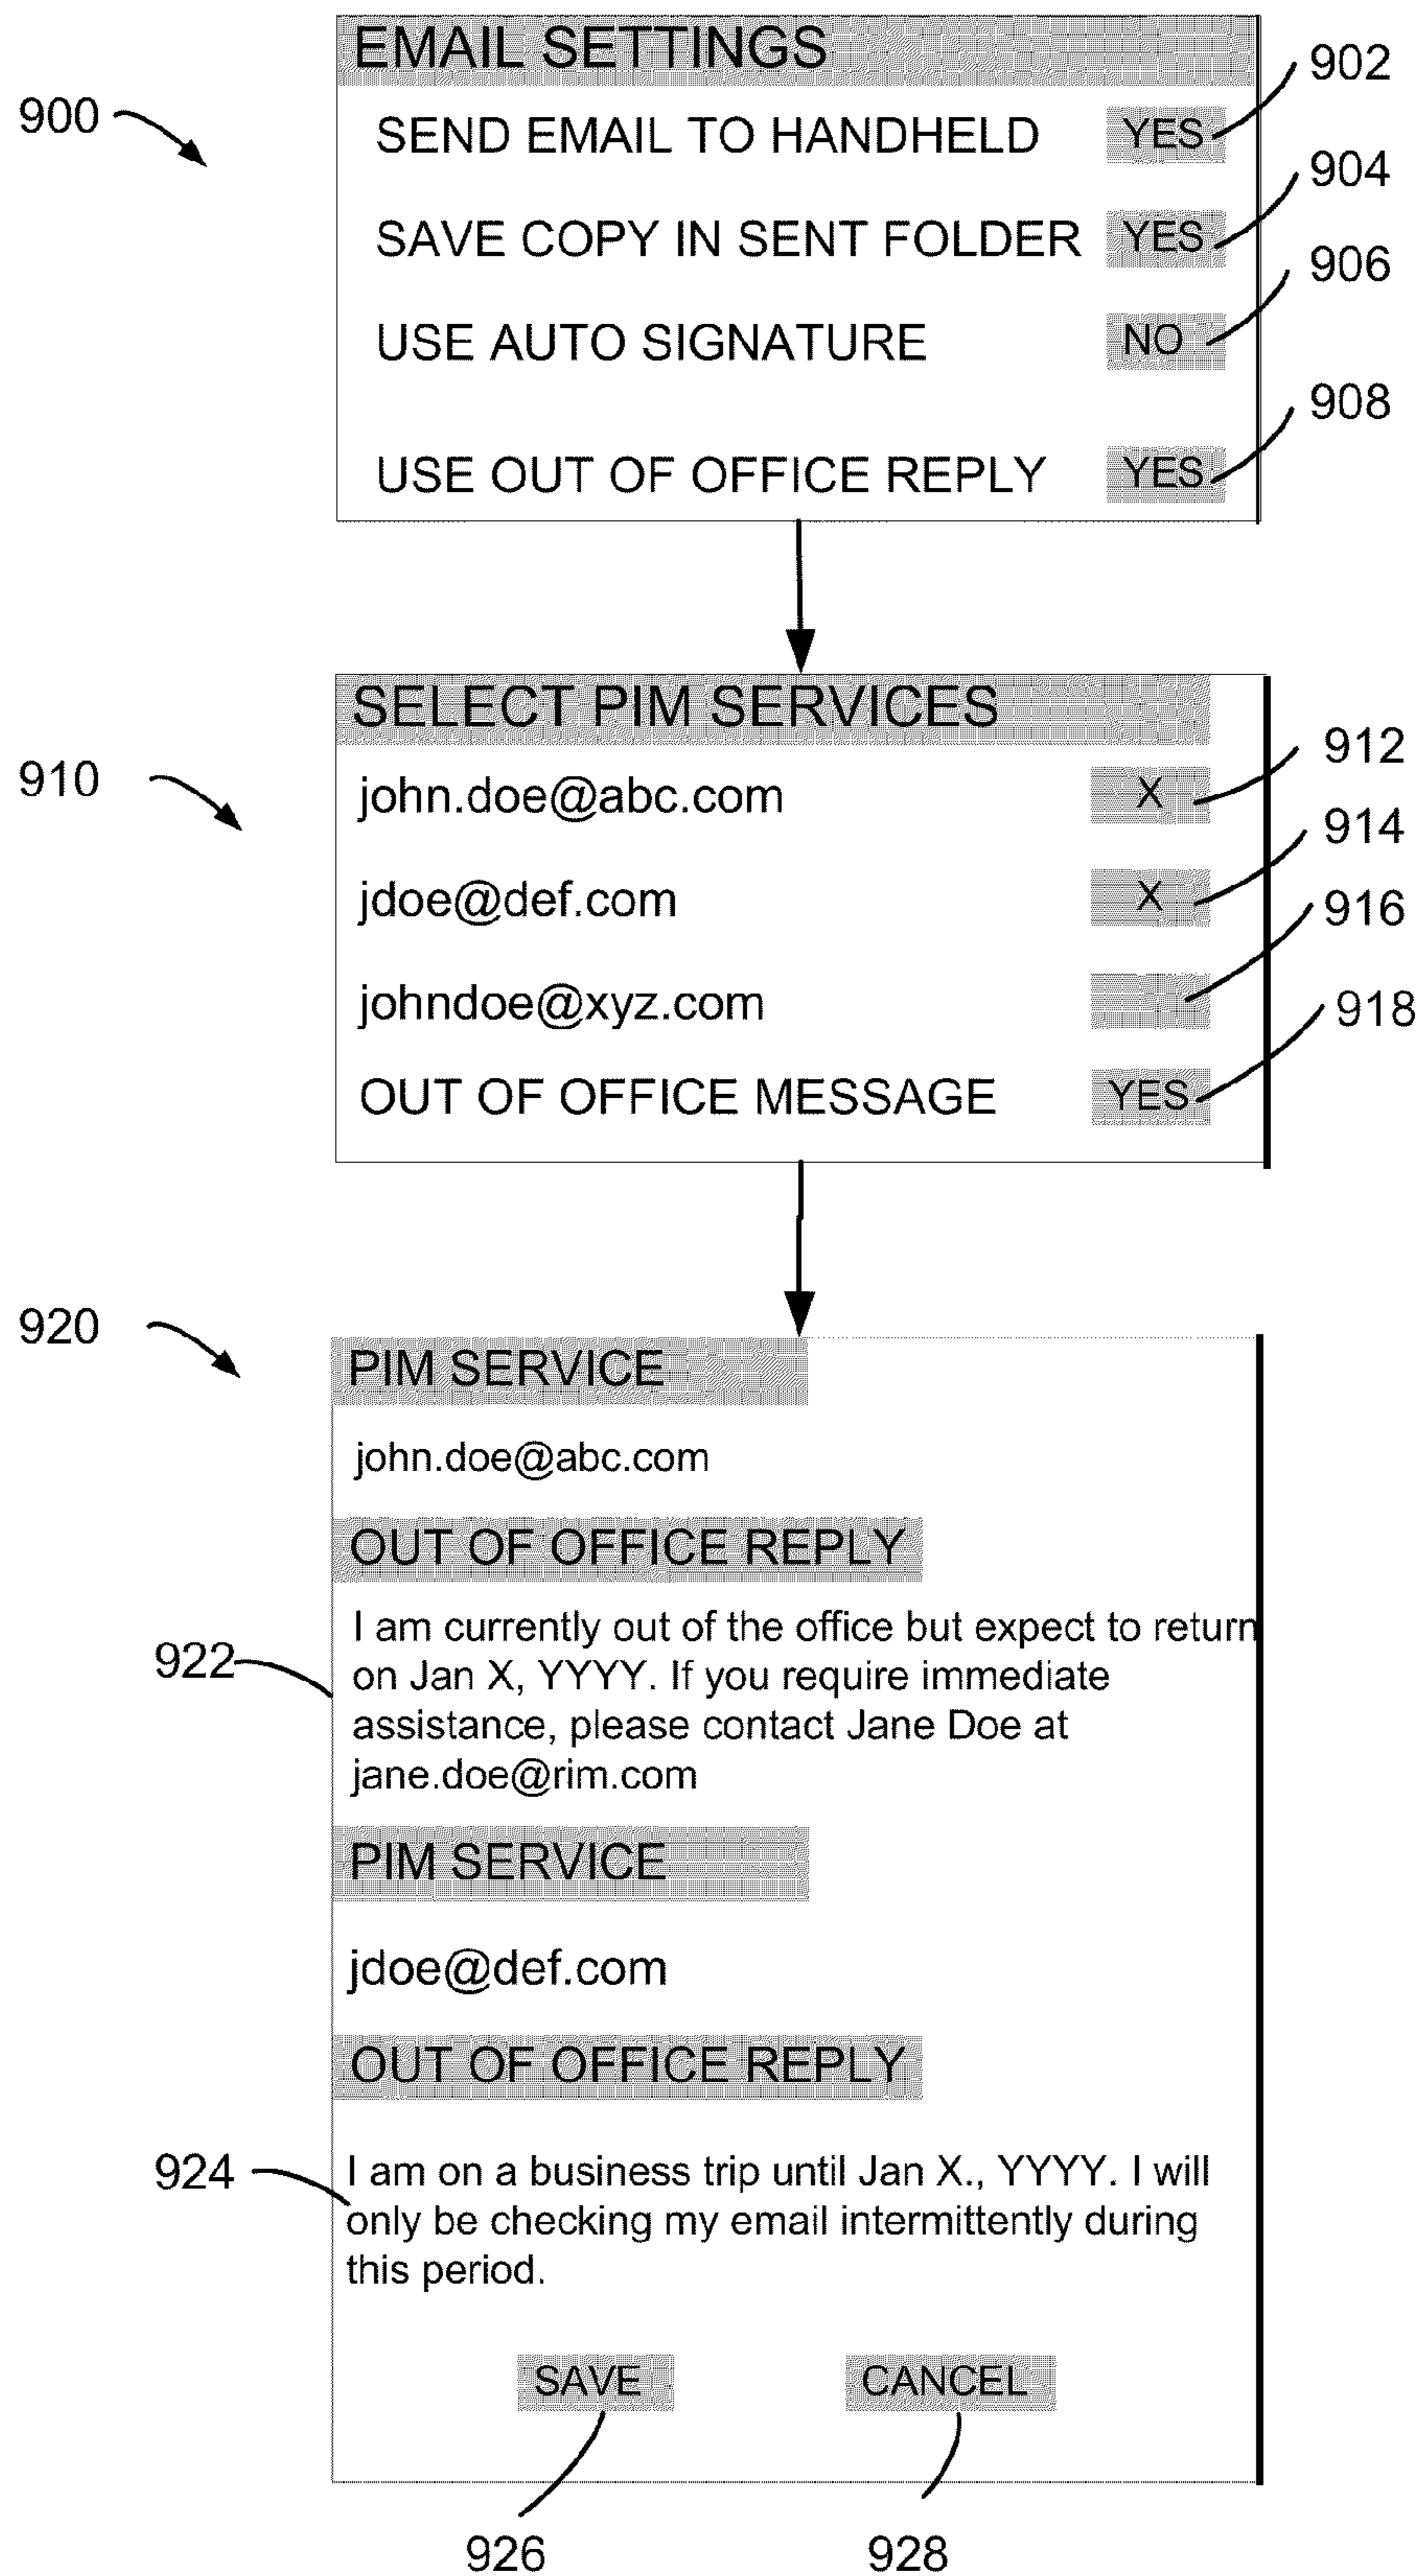 EMAIL SETTINGS
900
SEND EMAIL TO HANDHELD YES 902
SAVE COPY IN SENT FOLDER YES 904
USE AUTO SIGNATURE NO 906
USE OUT OF OFFICE REPLY YES 908
SELECT PIM SERVICES
910
john.doe@abc.com X 912
jdoe@def.com X 914
johndoe@xyz.com 916
OUT OF OFFICE MESSAGE YES 918
920
PIM SERVICE
john.doe@abc.com
OUT OF OFFICE REPLY
922
I am currently out of the office but expect to return
on Jan X, YYYY. If you require immediate
assistance, please contact Jane Doe at
jane.doe@rim.com
PIM SERVICE
jdoe@def.com
OUT OF OFFICE REPLY
924
I am on a business trip until Jan X., YYYY. I will
only be checking my email intermittently during
this period.
SAVE CANCEL
926 928